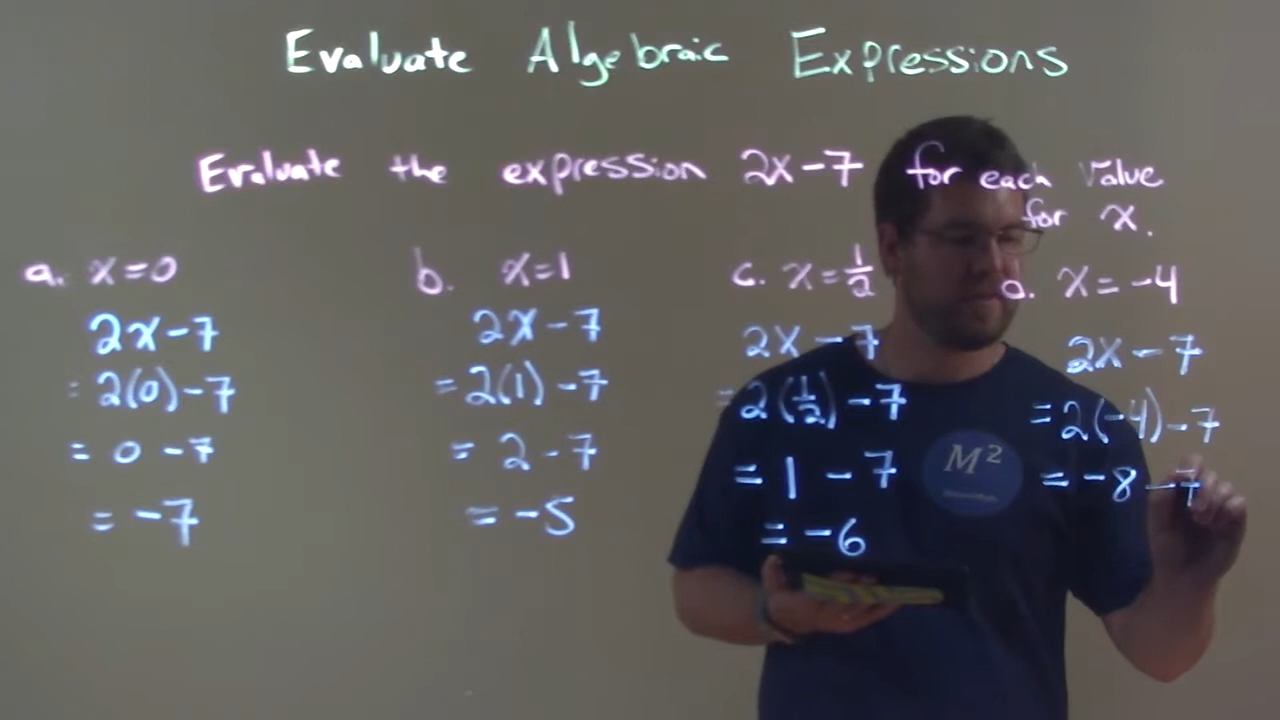 Evaluate Algebraic Expressions
Evaluate the expression 2x-7 for each value
for x.
a. x=0
2x-7
= 2(0)-7
= 0-7
= -7
b. x=1
2x-7
= 2(1)-7
= 2-7
= -5
c. x=1/2
2x-7
= 2(1/2)-7
= 1-7
= -6
d. x=-4
2x-7
= 2(-4)-7
= -8-7
M²